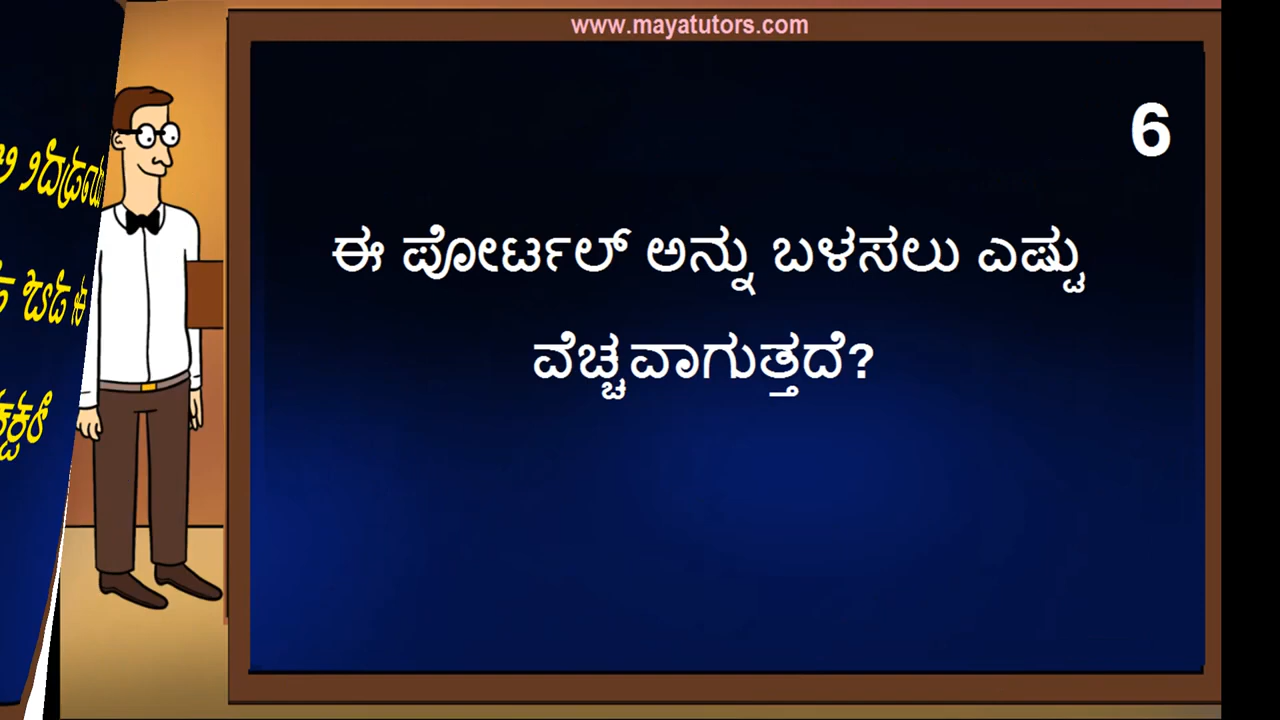 www.mayatutors.com
6
ಈ ಪೋರ್ಟಲ್ ಅನ್ನು ಬಳಸಲು ಎಷ್ಟು
ವೆಚ್ಚವಾಗುತ್ತದೆ?